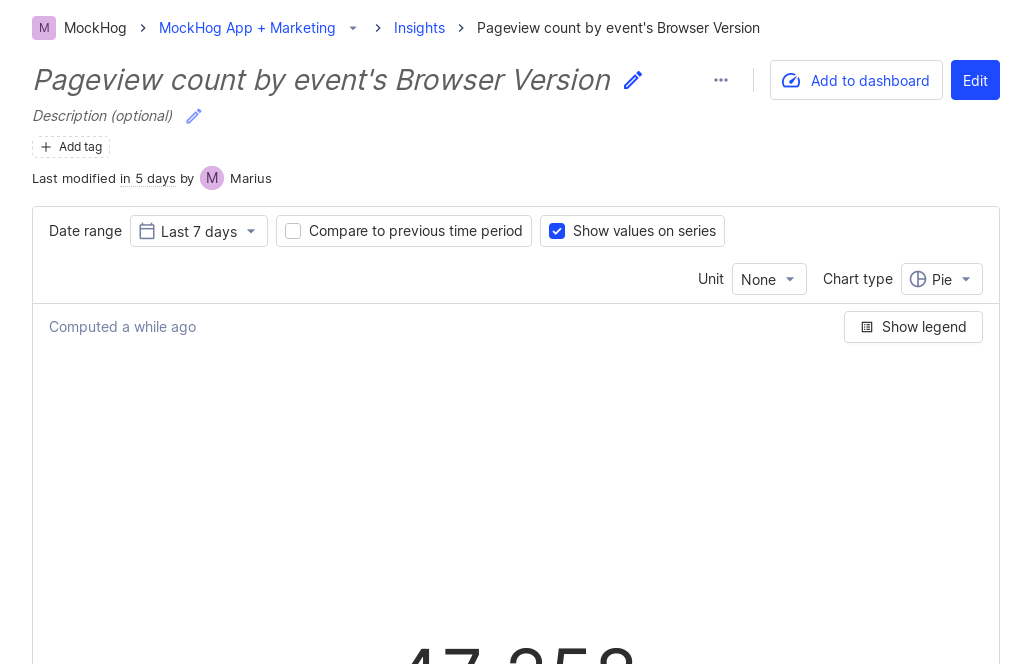 M MockHog > MockHog App + Marketing > Insights > Pageview count by event's Browser Version
Pageview count by event's Browser Version
Add to dashboard
Edit
Description (optional)
Add tag
Last modified in 5 days by M Marius
Date range Last 7 days Compare to previous time period Show values on series
Unit None Chart type Pie
Computed a while ago
Show legend